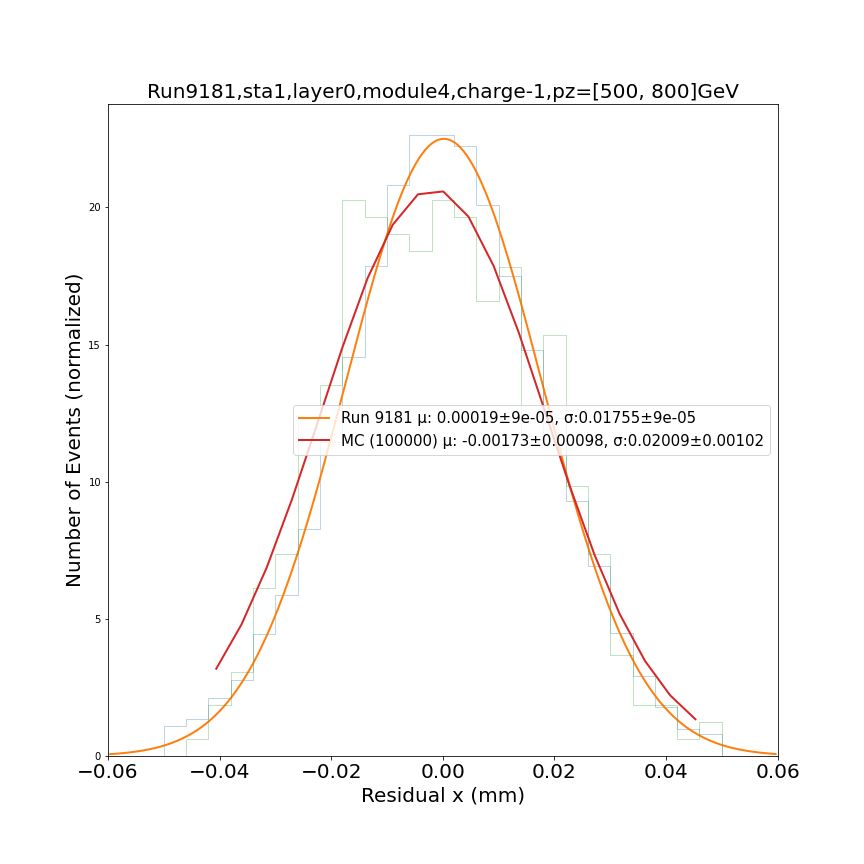 Run9181,sta1,layer0,module4,charge-1,pz=[500, 800]GeV
Number of Events (normalized)
20
15
10
5
0
Run 9181 μ: 0.00019±9e-05, σ:0.01755±9e-05
MC (100000) μ: -0.00173±0.00098, σ:0.02009±0.00102
−0.06 −0.04 −0.02 0.00 0.02 0.04 0.06
Residual x (mm)